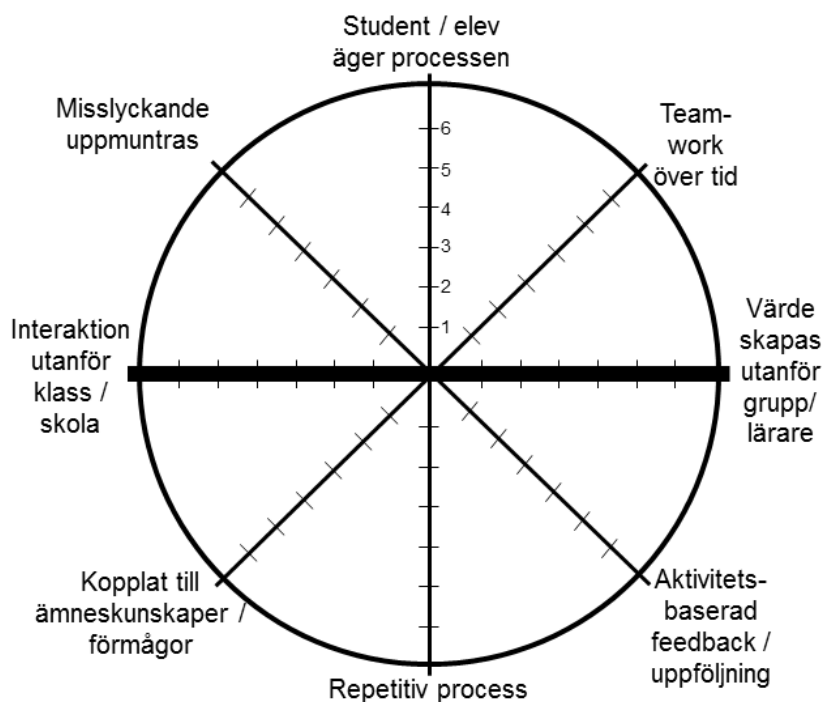 Student / elev
äger processen
Misslyckande
uppmuntras
Team-
work
över tid
6
5
4
3
2
1
Interaktion
utanför
klass /
skola
Värde
skapas
utanför
grupp/
lärare
Kopplat till
ämneskunskaper /
förmågor
Aktivitets-
baserad
feedback /
uppföljning
Repetitiv process